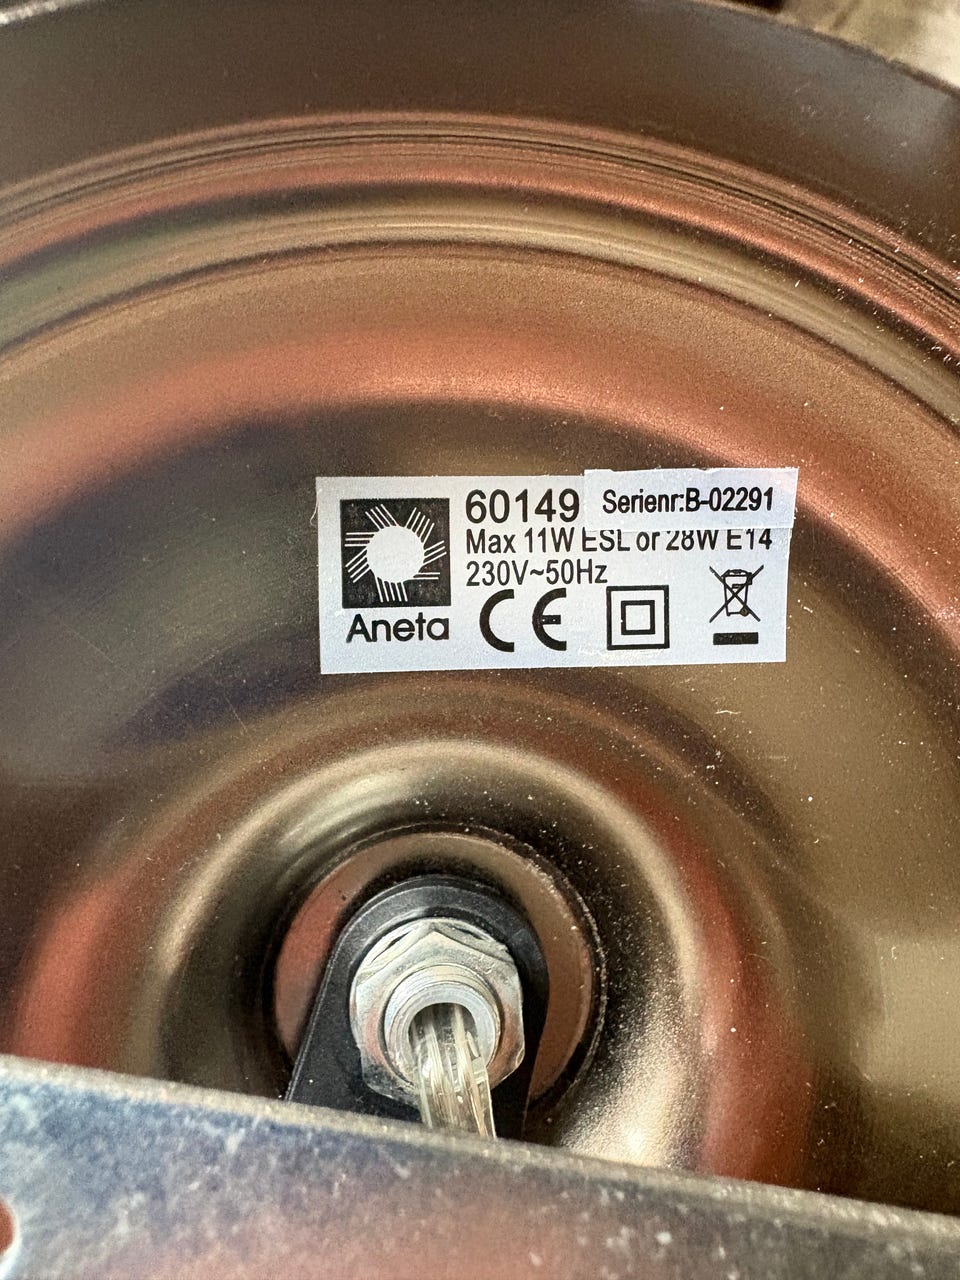 60149 Serienr:B-02291
Max 11W ESL or 28W E14
230V~50Hz
Aneta CE